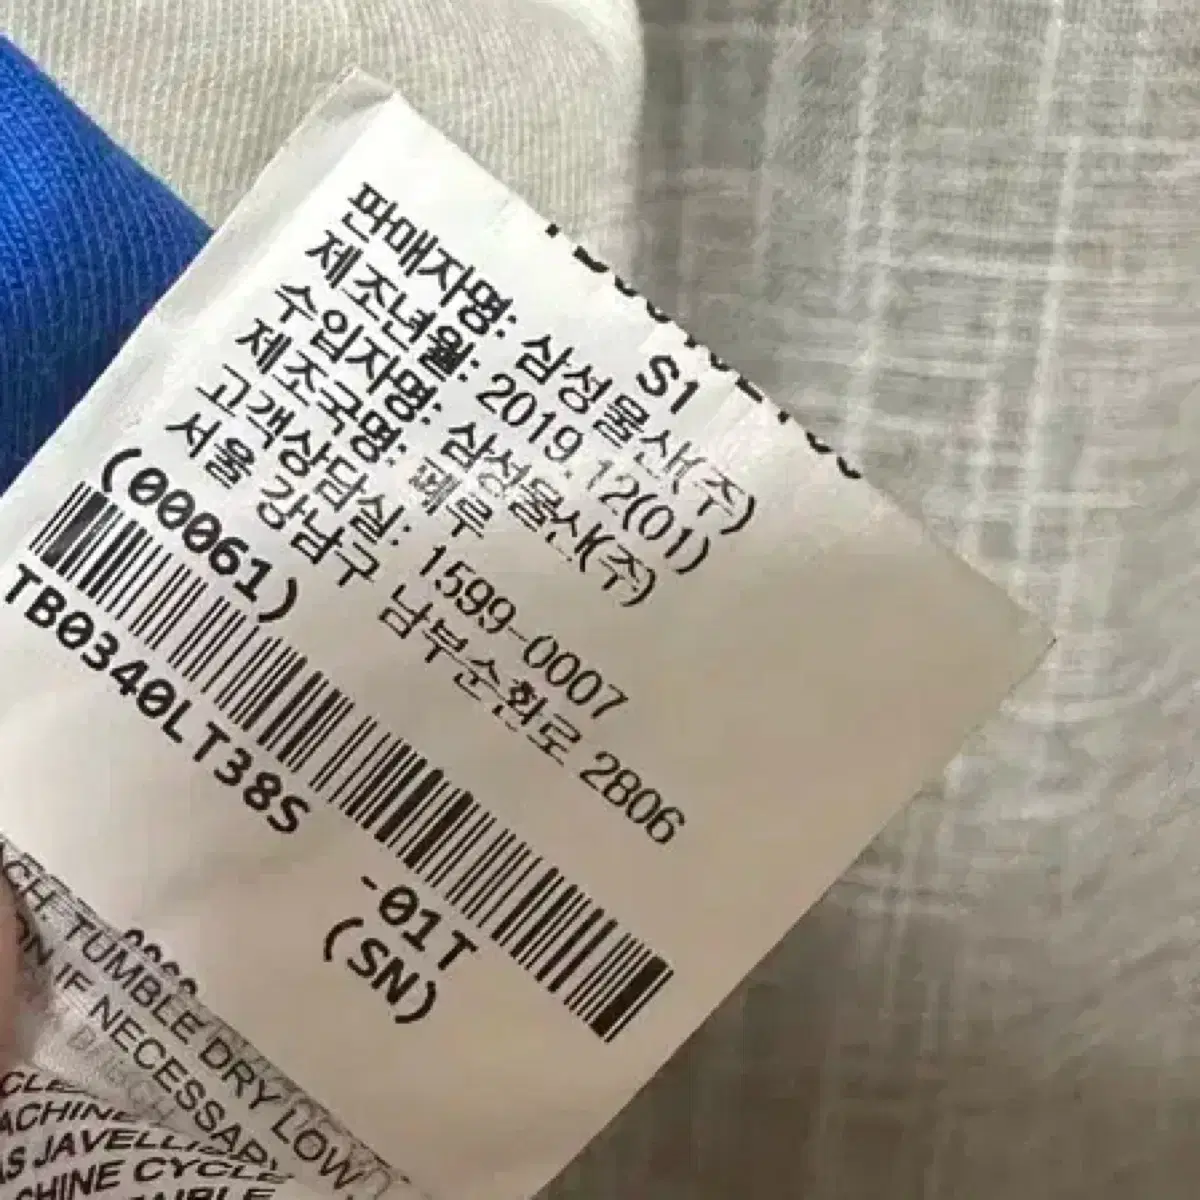 S1
판매자명: 삼성물산(주)
제조년월: 2019.12(01)
수입자명: 삼성물산(주)
제조국명: 페루
고객상담실: 1599-0007
서울 강남구 남부순환로 2806
(00061)
TB0340LT38S
-01T
(SN)
TUMBLE DRY LOW
IF NECESSARY
JAVELLI
CYCLE